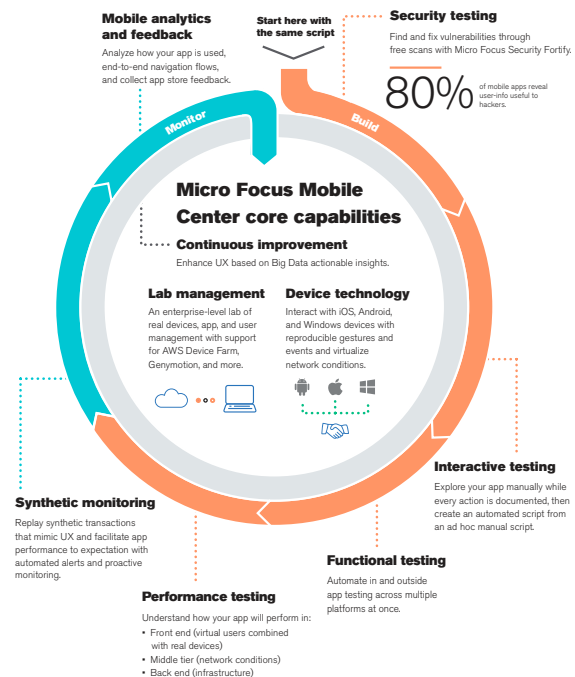 Mobile analytics
and feedback
Analyze how your app is used,
end-to-end navigation flows,
and collect app store feedback.
Start here with
the same script
Security testing
Find and fix vulnerabilities through
free scans with Micro Focus Security Fortify.
80%
of mobile apps reveal
user-info useful to
hackers.
Monitor
Build
Micro Focus Mobile
Center core capabilities
Continuous improvement
Enhance UX based on Big Data actionable insights.
Lab management
An enterprise-level lab of
real devices, app, and user
management with support
for AWS Device Farm,
Genymotion, and more.
Device technology
Interact with iOS, Android,
and Windows devices with
reproducible gestures and
events and virtualize
network conditions.
Interactive testing
Explore your app manually while
every action is documented, then
create an automated script from
an ad hoc manual script.
Synthetic monitoring
Replay synthetic transactions
that mimic UX and facilitate app
performance to expectation with
automated alerts and proactive
monitoring.
Functional testing
Automate in and outside
app testing across multiple
platforms at once.
Performance testing
Understand how your app will perform in:
• Front end (virtual users combined
with real devices)
• Middle tier (network conditions)
• Back end (infrastructure)